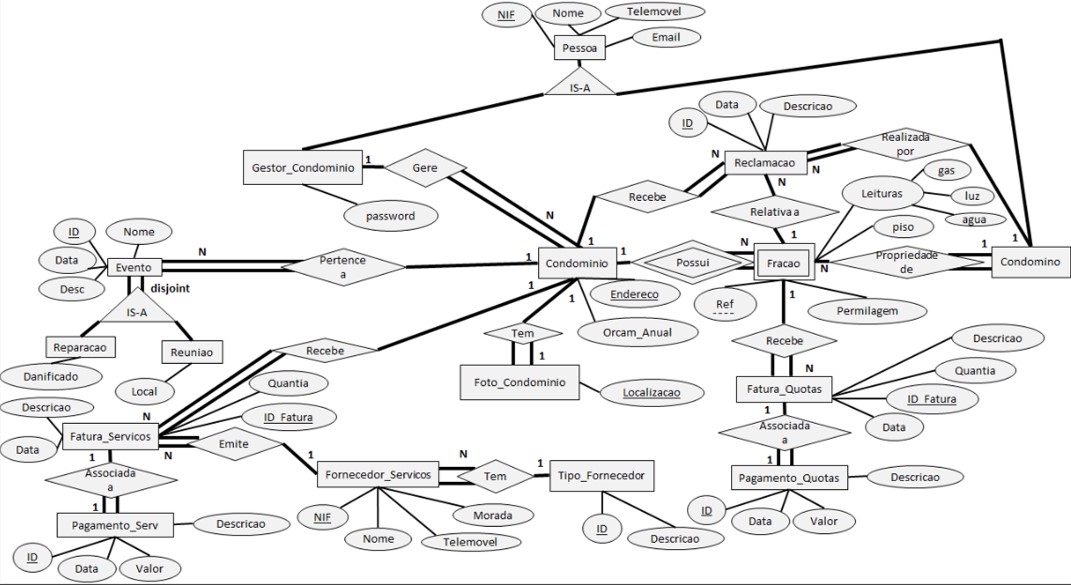 NIF
Nome
Telemovel
Email
Pessoa
IS-A
Data
Descricao
ID
Gestor_Condominio
1
Gere
N
Reclamacao
N
N
Realizada
por
gas
Leituras
luz
agua
Recebe
Relativa a
password
N
1
piso
ID
Nome
Data
Evento
Desc
disjoint
IS-A
N
Pertence
a
1
Condominio
1
1
Possui
N
Fracao
N
Propriedade
de
1
1
Condomino
Endereco
Ref
Permilagem
1
1
Orcam_Anual
1
Tem
1
Foto_Condominio
Localizacao
Recebe
N
Reparacao
Reuniao
Danificado
Local
Recebe
Descricao
Quantia
Fatura_Quotas
ID_Fatura
Data
1
Associada
a
1
Pagamento_Quotas
Descricao
ID
Data
Valor
Quantia
ID_Fatura
Descricao
N
Fatura_Servicos
Data
N
Emite
1
1
Associada
a
1
Pagamento_Serv
Descricao
ID
Data
Valor
Fornecedor_Servicos
N
Tem
1
Tipo_Fornecedor
NIF
Nome
Telemovel
Morada
ID
Descricao